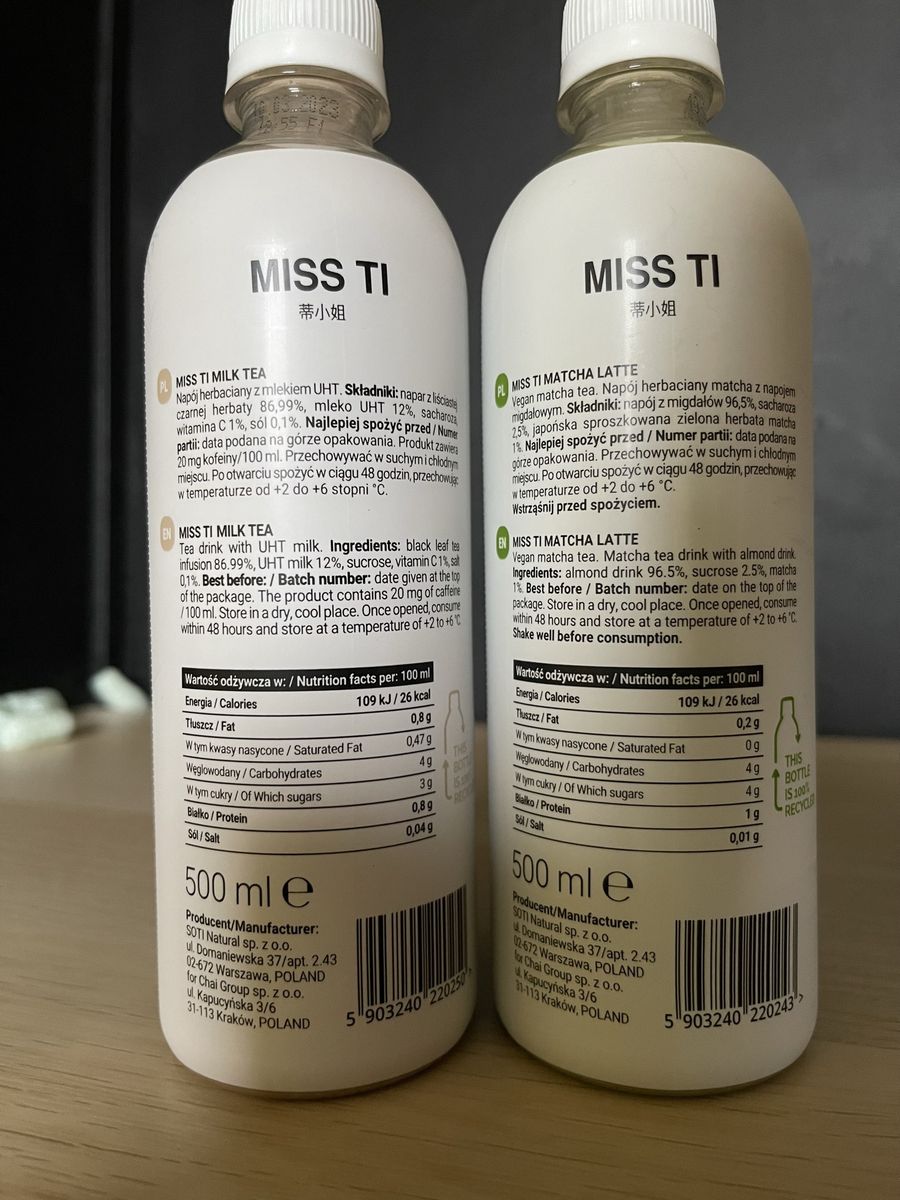 .03.2023
MISS TI
蒂小姐
PL
MISS TI MILK TEA
Napój herbaciany z mlekiem UHT. Składniki: napar z liściastej
czarnej herbaty 86,99%, mleko UHT 12%, sacharoza,
witamina C 1%, sól 0,1%. Najlepiej spożyć przed / Numer
partii: data podana na górze opakowania. Produkt zawiera
20 mg kofeiny/100 ml. Przechowywać w suchym i chłodnym
miejscu. Po otwarciu spożyć w ciągu 48 godzin, przechowując
w temperaturze od +2 do +6 stopni °C.
EN
MISS TI MILK TEA
Tea drink with UHT milk. Ingredients: black leaf tea
infusion 86.99%, UHT milk 12%, sucrose, vitamin C 1%, salt
0,1%. Best before: / Batch number: date given at the top
of the package. The product contains 20 mg of caffeine
/100 ml. Store in a dry, cool place. Once opened, consume
within 48 hours and store at a temperature of +2 to +6 °C
Wartość odżywcza w: / Nutrition facts per: 100 ml
Energia / Calories 109 kJ / 26 kcal
Tłuszcz / Fat 0,8 g
W tym kwasy nasycone / Saturated Fat 0,47 g
Węglowodany / Carbohydrates 4 g
W tym cukry / Of Which sugars 3 g
Białko / Protein 0,8 g
Sól / Salt 0,04 g
THIS
BOTTLE
IS 100%
500 ml e
Producent/Manufacturer:
SOTI Natural sp. z o.o.
ul. Domaniewska 37/apt. 2.43
02-672 Warszawa, POLAND
for Chai Group sp. z o.o.
ul. Kapucyńska 3/6
31-113 Kraków, POLAND
5 903240 220250 >
MISS TI
蒂小姐
PL
MISS TI MATCHA LATTE
Vegan matcha tea. Napój herbaciany matcha z napojem
migdałowym. Składniki: napój z migdałów 96,5%, sacharoza
2,5%, japońska sproszkowana zielona herbata matcha
1%. Najlepiej spożyć przed / Numer partii: data podana na
górze opakowania. Przechowywać w suchym i chłodnym
miejscu. Po otwarciu spożyć w ciągu 48 godzin, przechowując
w temperaturze od +2 do +6 °C.
Wstrząśnij przed spożyciem.
EN
MISS TI MATCHA LATTE
Vegan matcha tea. Matcha tea drink with almond drink.
Ingredients: almond drink 96.5%, sucrose 2.5%, matcha
1%. Best before / Batch number: date on the top of the
package. Store in a dry, cool place. Once opened, consume
within 48 hours and store at a temperature of +2 to +6 °C.
Shake well before consumption.
Wartość odżywcza w: / Nutrition facts per: 100 ml
Energia / Calories 109 kJ / 26 kcal
Tłuszcz / Fat 0,2 g
W tym kwasy nasycone / Saturated Fat 0 g
Węglowodany / Carbohydrates 4 g
W tym cukry / Of Which sugars 4 g
Białko / Protein 1 g
Sól / Salt 0,01 g
THIS
BOTTLE
IS 100%
RECYCLED
500 ml e
Producent/Manufacturer:
SOTI Natural sp. z o.o.
ul. Domaniewska 37/apt. 2.43
02-672 Warszawa, POLAND
for Chai Group sp. z o.o.
ul. Kapucyńska 3/6
31-113 Kraków, POLAND
5 903240 220243 >